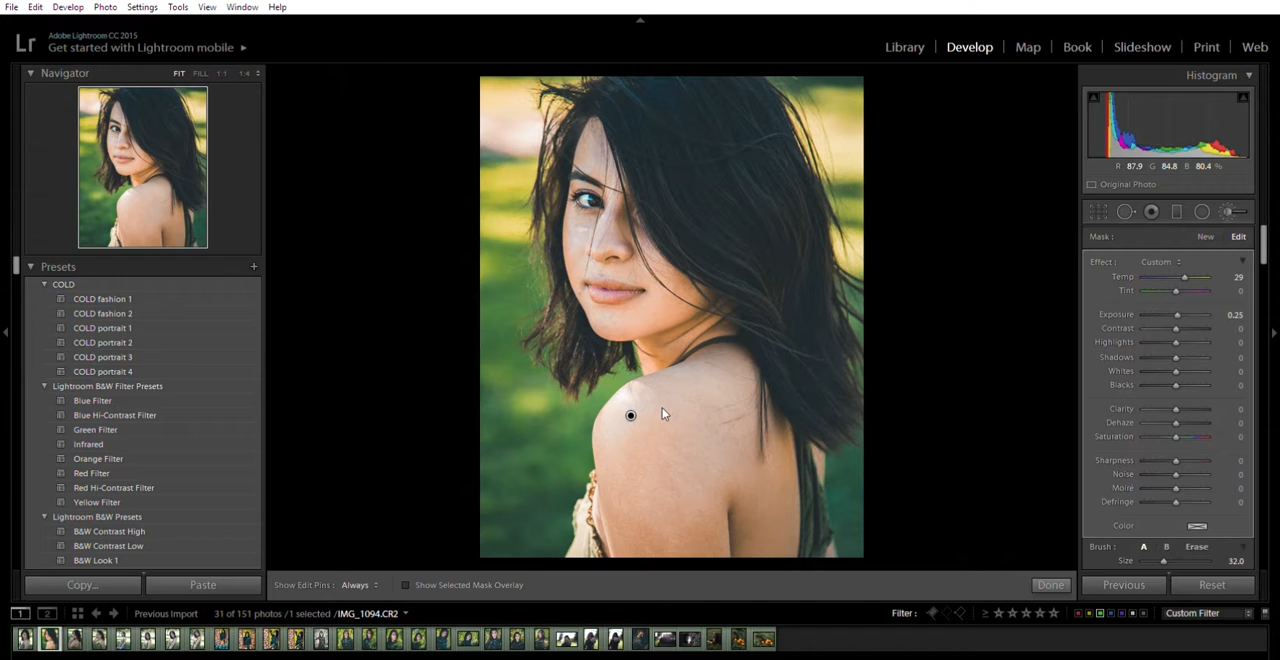 File Edit Develop Photo Settings Tools View Window Help
Lr
Adobe Lightroom CC 2015
Get started with Lightroom mobile
Library | Develop | Map | Book | Slideshow | Print | Web
Navigator FIT FILL 1:1 1:4
Presets +
COLD
COLD fashion 1
COLD fashion 2
COLD portrait 1
COLD portrait 2
COLD portrait 3
COLD portrait 4
Lightroom B&W Filter Presets
Blue Filter
Blue Hi-Contrast Filter
Green Filter
Infrared
Orange Filter
Red Filter
Red Hi-Contrast Filter
Yellow Filter
Lightroom B&W Presets
B&W Contrast High
B&W Contrast Low
B&W Look 1
Copy... Paste
Show Edit Pins : Always Show Selected Mask Overlay Done
Histogram
R 87.9 G 84.8 B 80.4 %
Original Photo
Mask : New Edit
Effect : Custom
Temp 29
Tint 0
Exposure 0.25
Contrast 0
Highlights 0
Shadows 0
Whites 0
Blacks 0
Clarity 0
Dehaze 0
Saturation 0
Sharpness 0
Noise 0
Moire 0
Defringe 0
Color
Brush : A B Erase
Size 32.0
Previous Reset
1 2 Previous Import 31 of 151 photos /1 selected /IMG_1094.CR2 Filter : ≥ Custom Filter